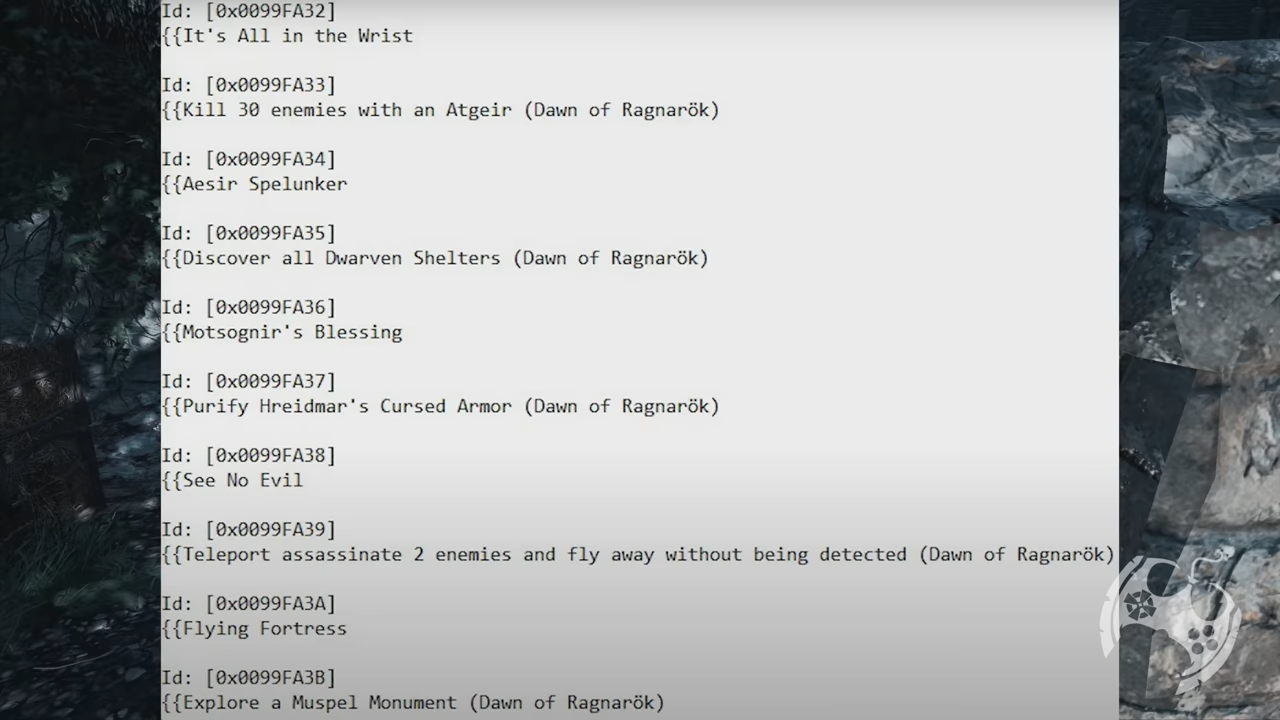 Id: [0x0099FA32]
{{It's All in the Wrist
Id: [0x0099FA33]
{{Kill 30 enemies with an Atgeir (Dawn of Ragnarök)
Id: [0x0099FA34]
{{Aesir Spelunker
Id: [0x0099FA35]
{{Discover all Dwarven Shelters (Dawn of Ragnarök)
Id: [0x0099FA36]
{{Motsognir's Blessing
Id: [0x0099FA37]
{{Purify Hreidmar's Cursed Armor (Dawn of Ragnarök)
Id: [0x0099FA38]
{{See No Evil
Id: [0x0099FA39]
{{Teleport assassinate 2 enemies and fly away without being detected (Dawn of Ragnarök)
Id: [0x0099FA3A]
{{Flying Fortress
Id: [0x0099FA3B]
{{Explore a Muspel Monument (Dawn of Ragnarök)